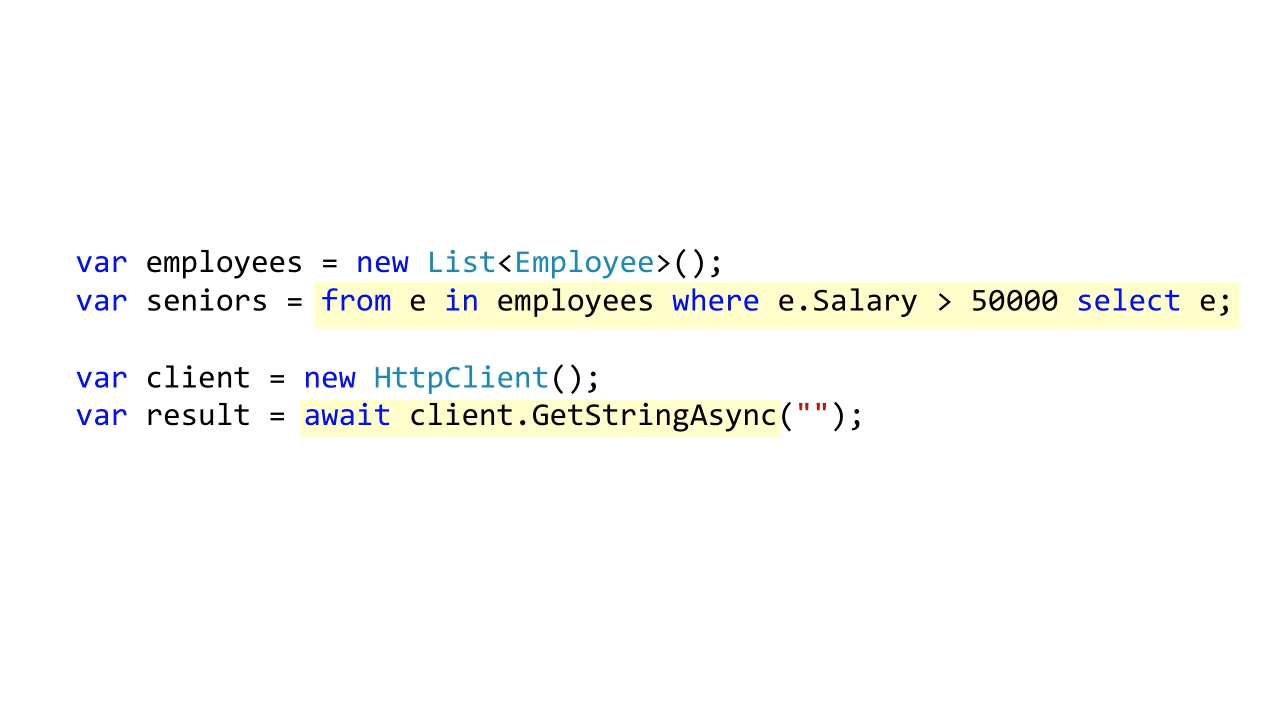 var employees = new List<Employee>();
var seniors = from e in employees where e.Salary > 50000 select e;
var client = new HttpClient();
var result = await client.GetStringAsync("");